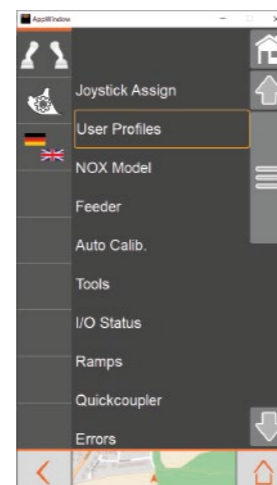 AppWindow
Joystick Assign
User Profiles
NOX Model
Feeder
Auto Calib.
Tools
I/O Status
Ramps
Quickcoupler
Errors